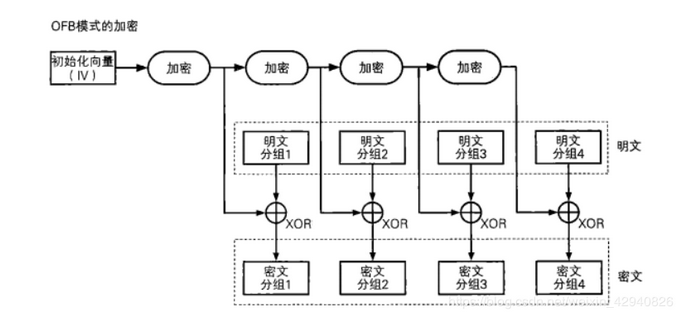 OFB模式的加密
初始化向量
(IV)
加密
加密
加密
加密
明文
分组1
明文
分组2
明文
分组3
明文
分组4
明文
XOR
XOR
XOR
XOR
密文
分组1
密文
分组2
密文
分组3
密文
分组4
密文